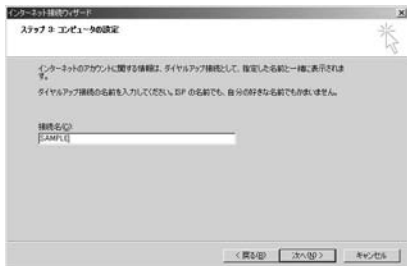 インターネット接続ウィザード
ステップ 3: コンピュータの設定
インターネットのアカウントに関する情報は、ダイヤルアップ接続として、指定した名前と一緒に表示されま
す。
ダイヤルアップ接続の名前を入力してください。ISP の名前でも、自分の好きな名前でもかまいません。
接続名(C):
SAMPLE
< 戻る(B)
次へ(N) >
キャンセル